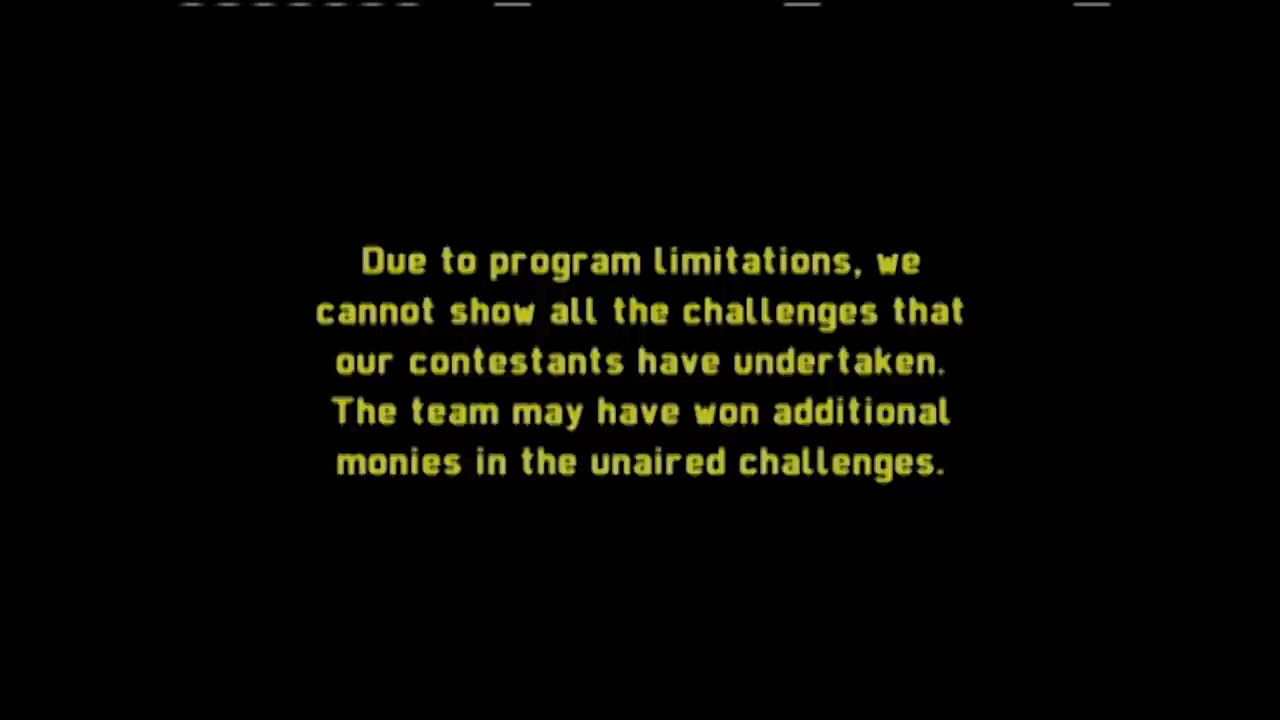 Due to program limitations, we
cannot show all the challenges that
our contestants have undertaken.
The team may have won additional
monies in the unaired challenges.